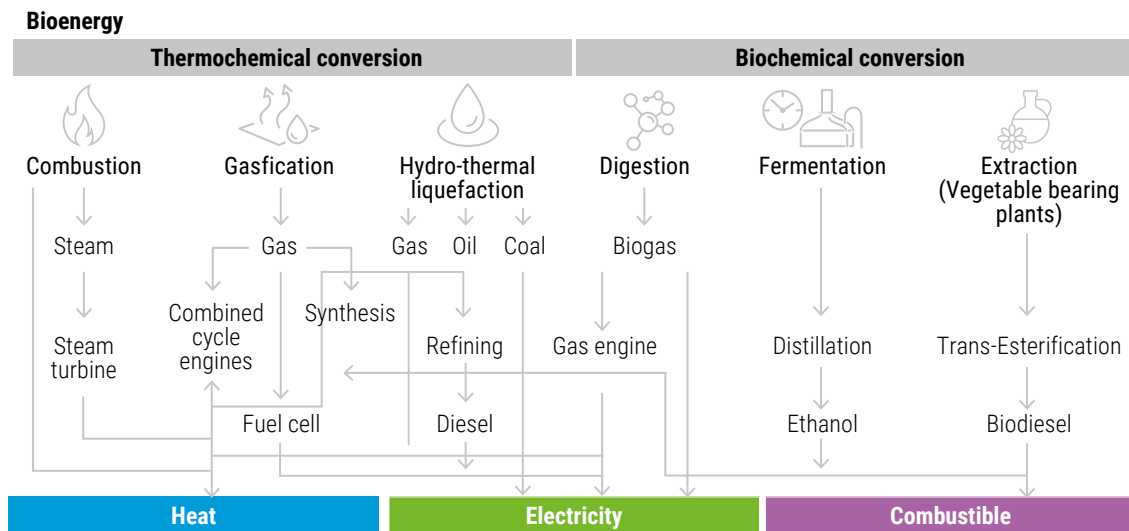 Bioenergy
Thermochemical conversion
Biochemical conversion
Combustion
Gasfication
Hydro-thermal
liquefaction
Digestion
Fermentation
Extraction
(Vegetable bearing
plants)
Steam
Gas
Gas
Oil
Coal
Biogas
Combined
cycle
engines
Synthesis
Steam
turbine
Refining
Gas engine
Distillation
Trans-Esterification
Fuel cell
Diesel
Ethanol
Biodiesel
Heat
Electricity
Combustible